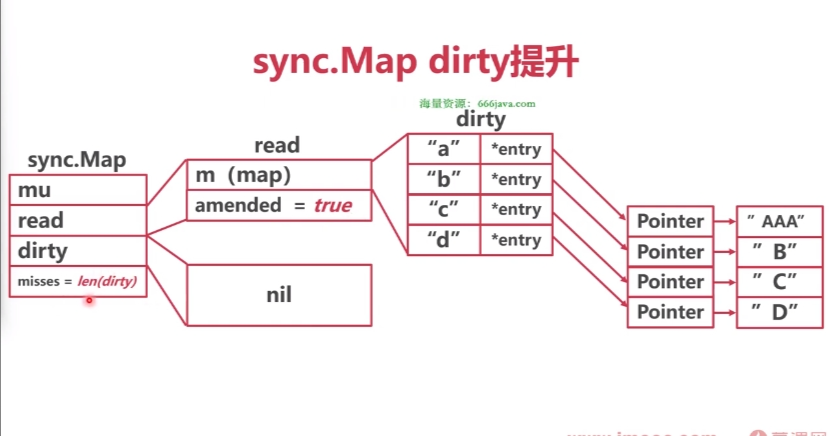 sync.Map dirty提升
海量资源：666java.com
dirty
read
sync.Map
mu
read
dirty
misses = len(dirty)
m（map）
amended = true
nil
“a” *entry
“b” *entry
“c” *entry
“d” *entry
Pointer ” AAA”
Pointer ” B”
Pointer ” C”
Pointer ” D”